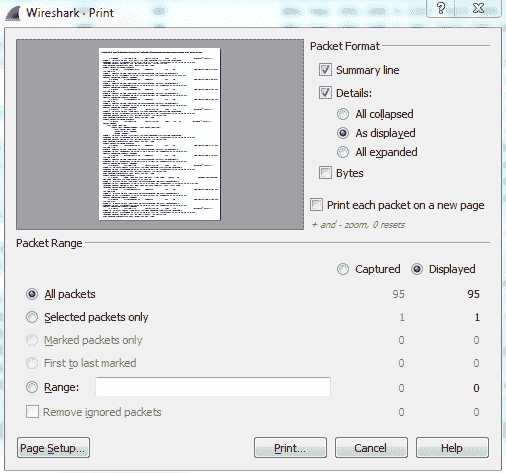 Wireshark · Print
?
Packet Format
Summary line
Details:
All collapsed
As displayed
All expanded
Bytes
Print each packet on a new page
+ and - zoom, 0 resets
Packet Range
Captured Displayed
All packets 95 95
Selected packets only 1 1
Marked packets only 0 0
First to last marked 0 0
Range: 0 0
Remove ignored packets 0 0
Page Setup... Print... Cancel Help